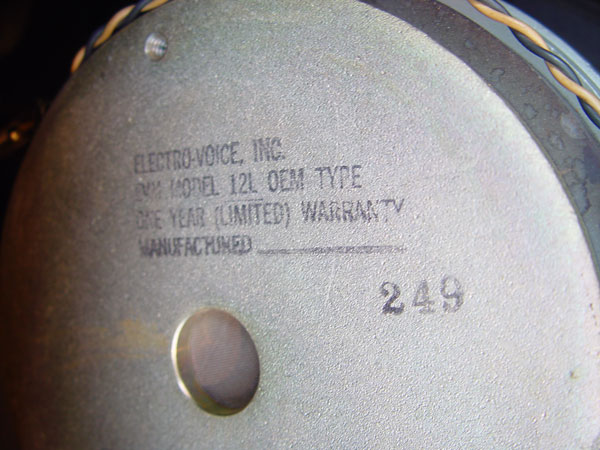 ELECTRO-VOICE, INC.
EVM MODEL 12L OEM TYPE
ONE YEAR (LIMITED) WARRANTY
MANUFACTURED
249